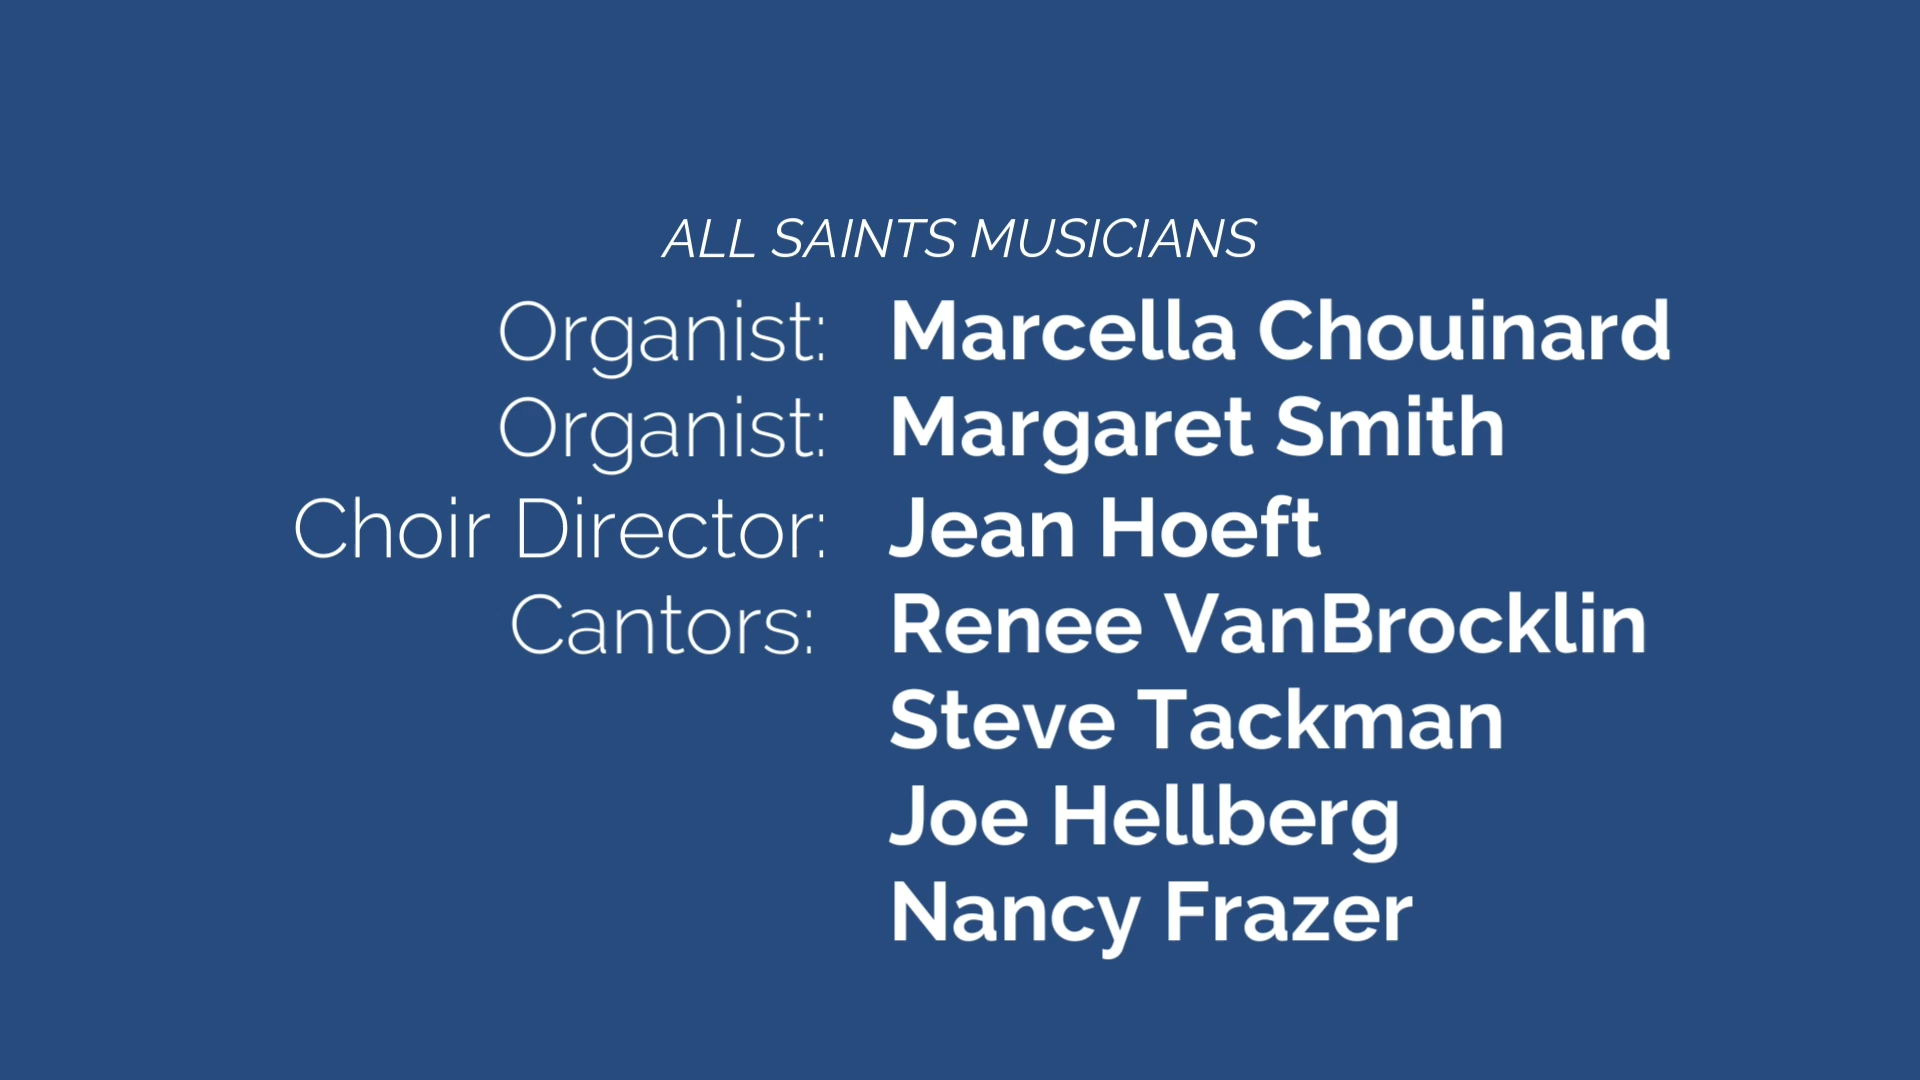 ALL SAINTS MUSICIANS
Organist: Marcella Chouinard
Organist: Margaret Smith
Choir Director: Jean Hoeft
Cantors: Renee VanBrocklin
Steve Tackman
Joe Hellberg
Nancy Frazer